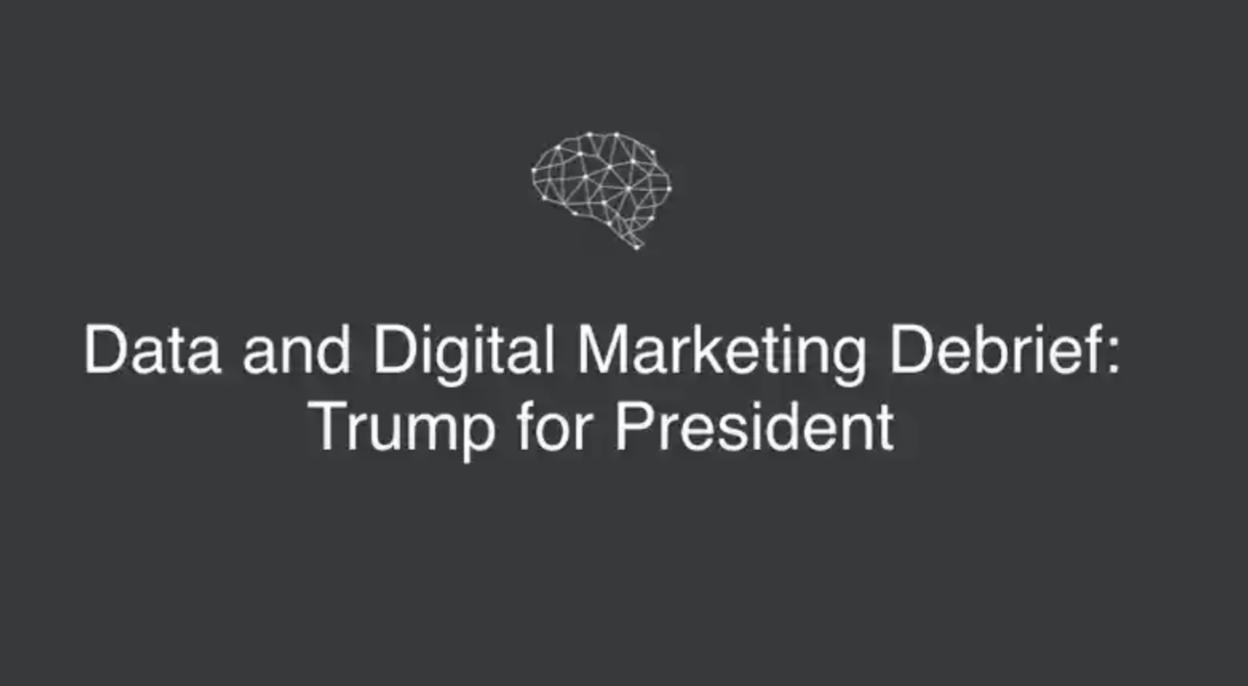 Data and Digital Marketing Debrief:
Trump for President